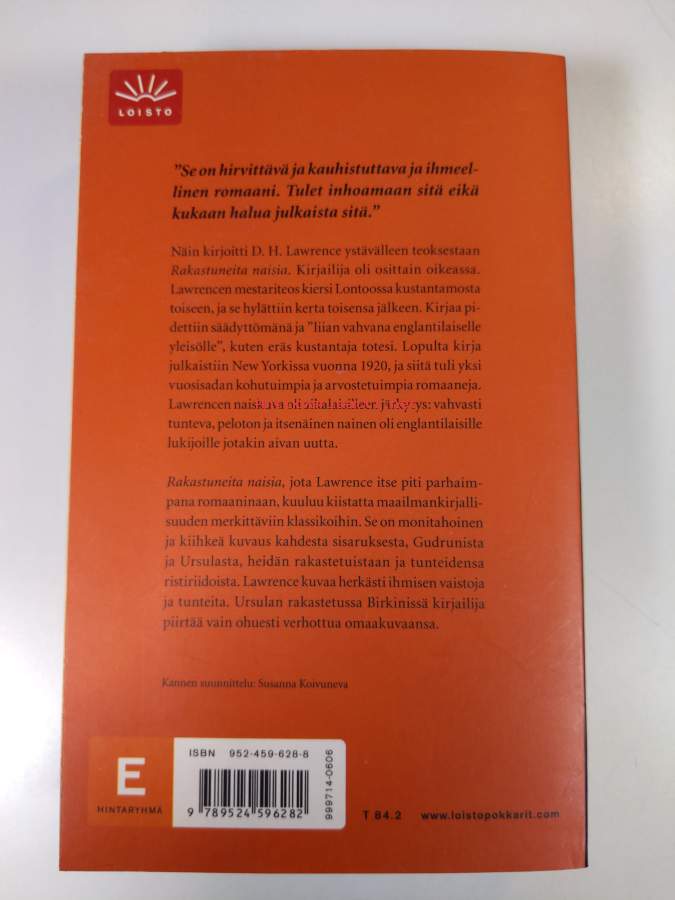 LOISTO
"Se on hirvittävä ja kauhistuttava ja ihmeel-
linen romaani. Tulet inhoamaan sitä eikä
kukaan halua julkaista sitä."
Näin kirjoitti D. H. Lawrence ystävälleen teoksestaan
Rakastuneita naisia. Kirjailija oli osittain oikeassa.
Lawrencen mestariteos kiersi Lontoossa kustantamosta
toiseen, ja se hylättiin kerta toisensa jälkeen. Kirjaa pi-
dettiin säädyttömänä ja "liian vahvana englantilaiselle
yleisölle", kuten eräs kustantaja totesi. Lopulta kirja
julkaistiin New Yorkissa vuonna 1920, ja siitä tuli yksi
vuosisadan kohutuimpia ja arvostetuimpia romaaneja.
Lawrencen naiskuva oli aikalaisilleen järkytys: vahvasti
tunteva, peloton ja itsenäinen nainen oli englantilaisille
lukijoille jotakin aivan uutta.
Rakastuneita naisia, jota Lawrence itse piti parhaim-
pana romaaninaan, kuuluu kiistatta maailmankirjalli-
suuden merkittäviin klassikoihin. Se on monitahoinen
ja kiihkeä kuvaus kahdesta sisaruksesta, Gudrunista
ja Ursulasta, heidän rakastetuistaan ja tunteidensa
ristiriidoista. Lawrence kuvaa herkästi ihmisen vaistoja
ja tunteita. Ursulan rakastetussa Birkinissä kirjailija
piirtää vain ohuesti verhottua omaakuvaansa.
Kannen suunnittelu: Susanna Koivuneva
E
HINTARYHMÄ
ISBN 952-459-628-8
9 789524 596282
999714-0606
T 84.2 www.loistopokkarit.com